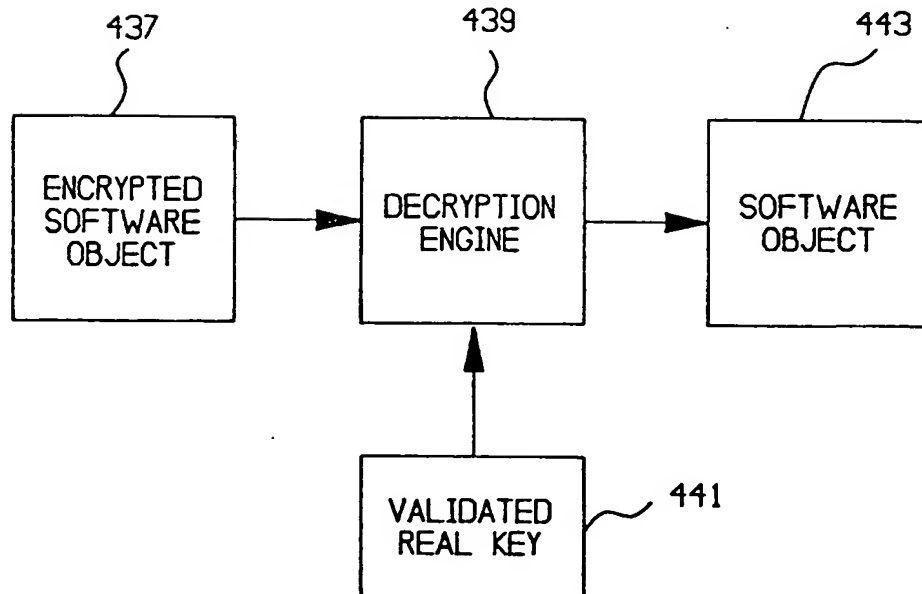 437
439
443
ENCRYPTED
SOFTWARE
OBJECT
DECRYPTION
ENGINE
SOFTWARE
OBJECT
VALIDATED
REAL KEY
441